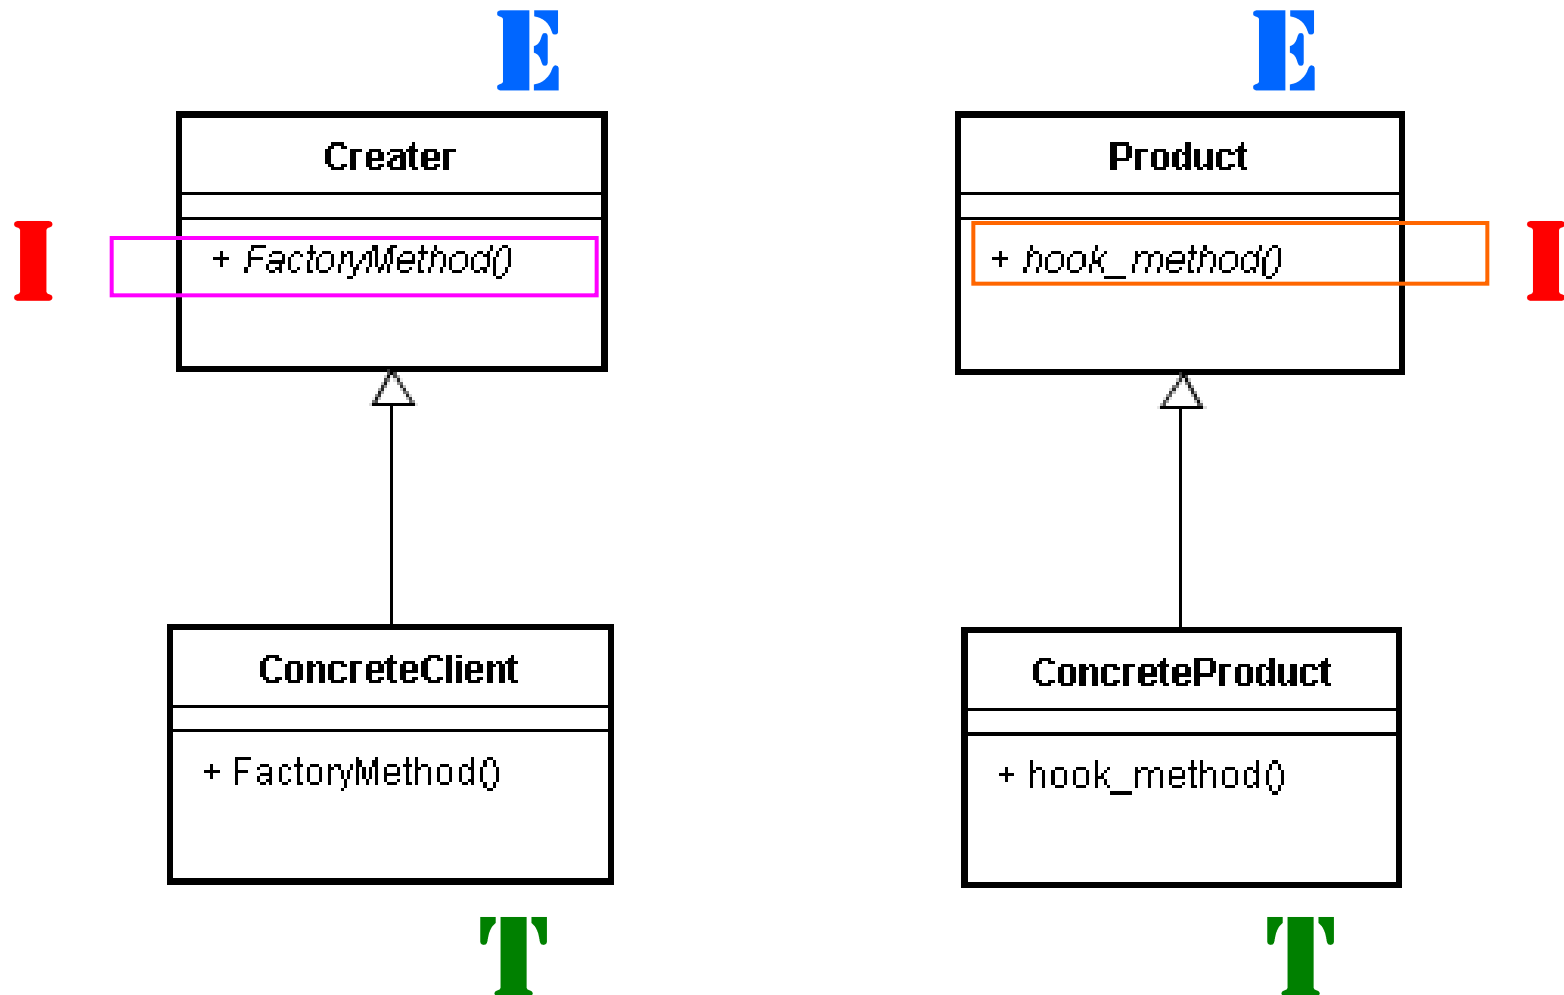 E
E
Creater
Product
I
+ FactoryMethod()
+ hook_method()
I
ConcreteClient
ConcreteProduct
+ FactoryMethod()
+ hook_method()
T
T